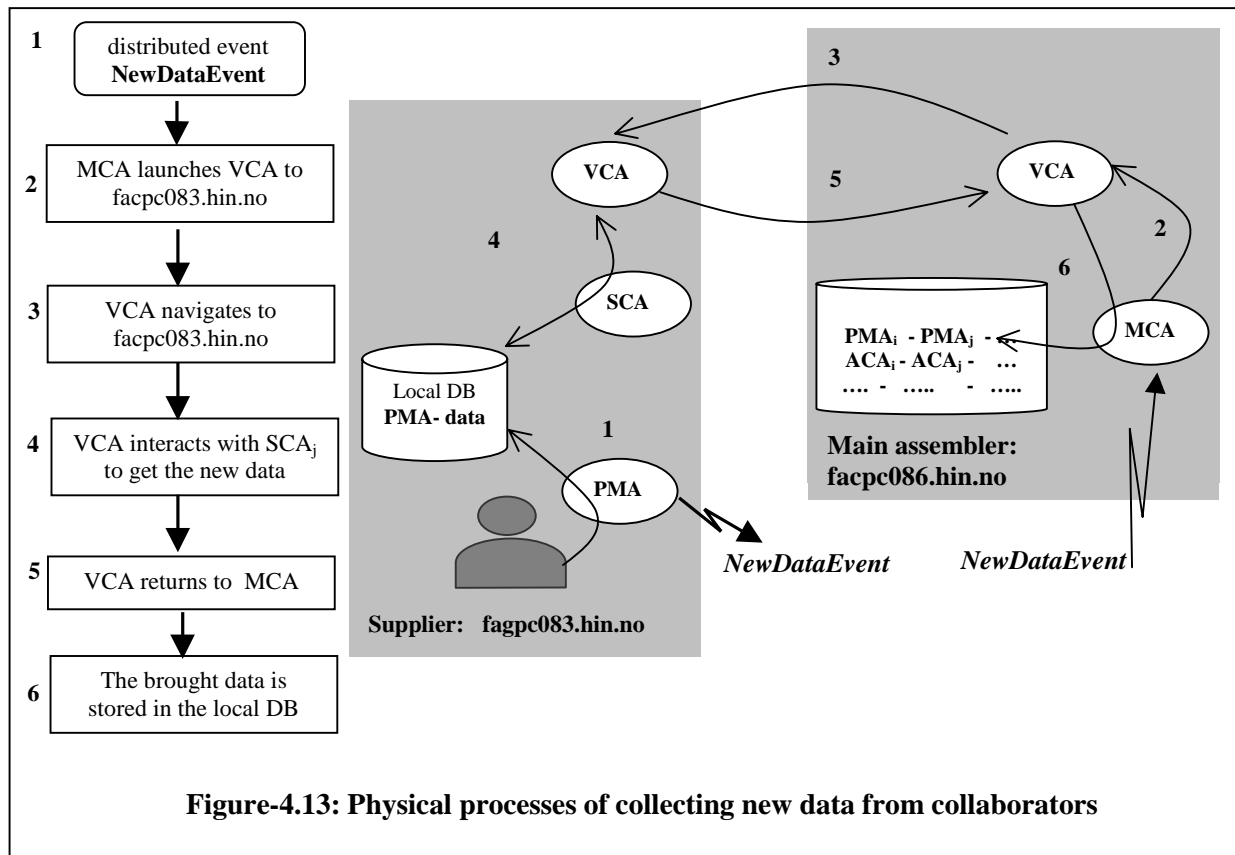 1
distributed event
NewDataEvent
2
MCA launches VCA to
facpc083.hin.no
3
VCA navigates to
facpc083.hin.no
4
VCA interacts with SCAj
to get the new data
5
VCA returns to MCA
6
The brought data is
stored in the local DB
VCA
4
SCA
Local DB
PMA- data
1
PMA
NewDataEvent
Supplier: fagpc083.hin.no
3
5
VCA
2
6
MCA
PMAi - PMAj - ...
ACAi - ACAj - ...
.... - ..... - .....
Main assembler:
facpc086.hin.no
NewDataEvent
Figure-4.13: Physical processes of collecting new data from collaborators